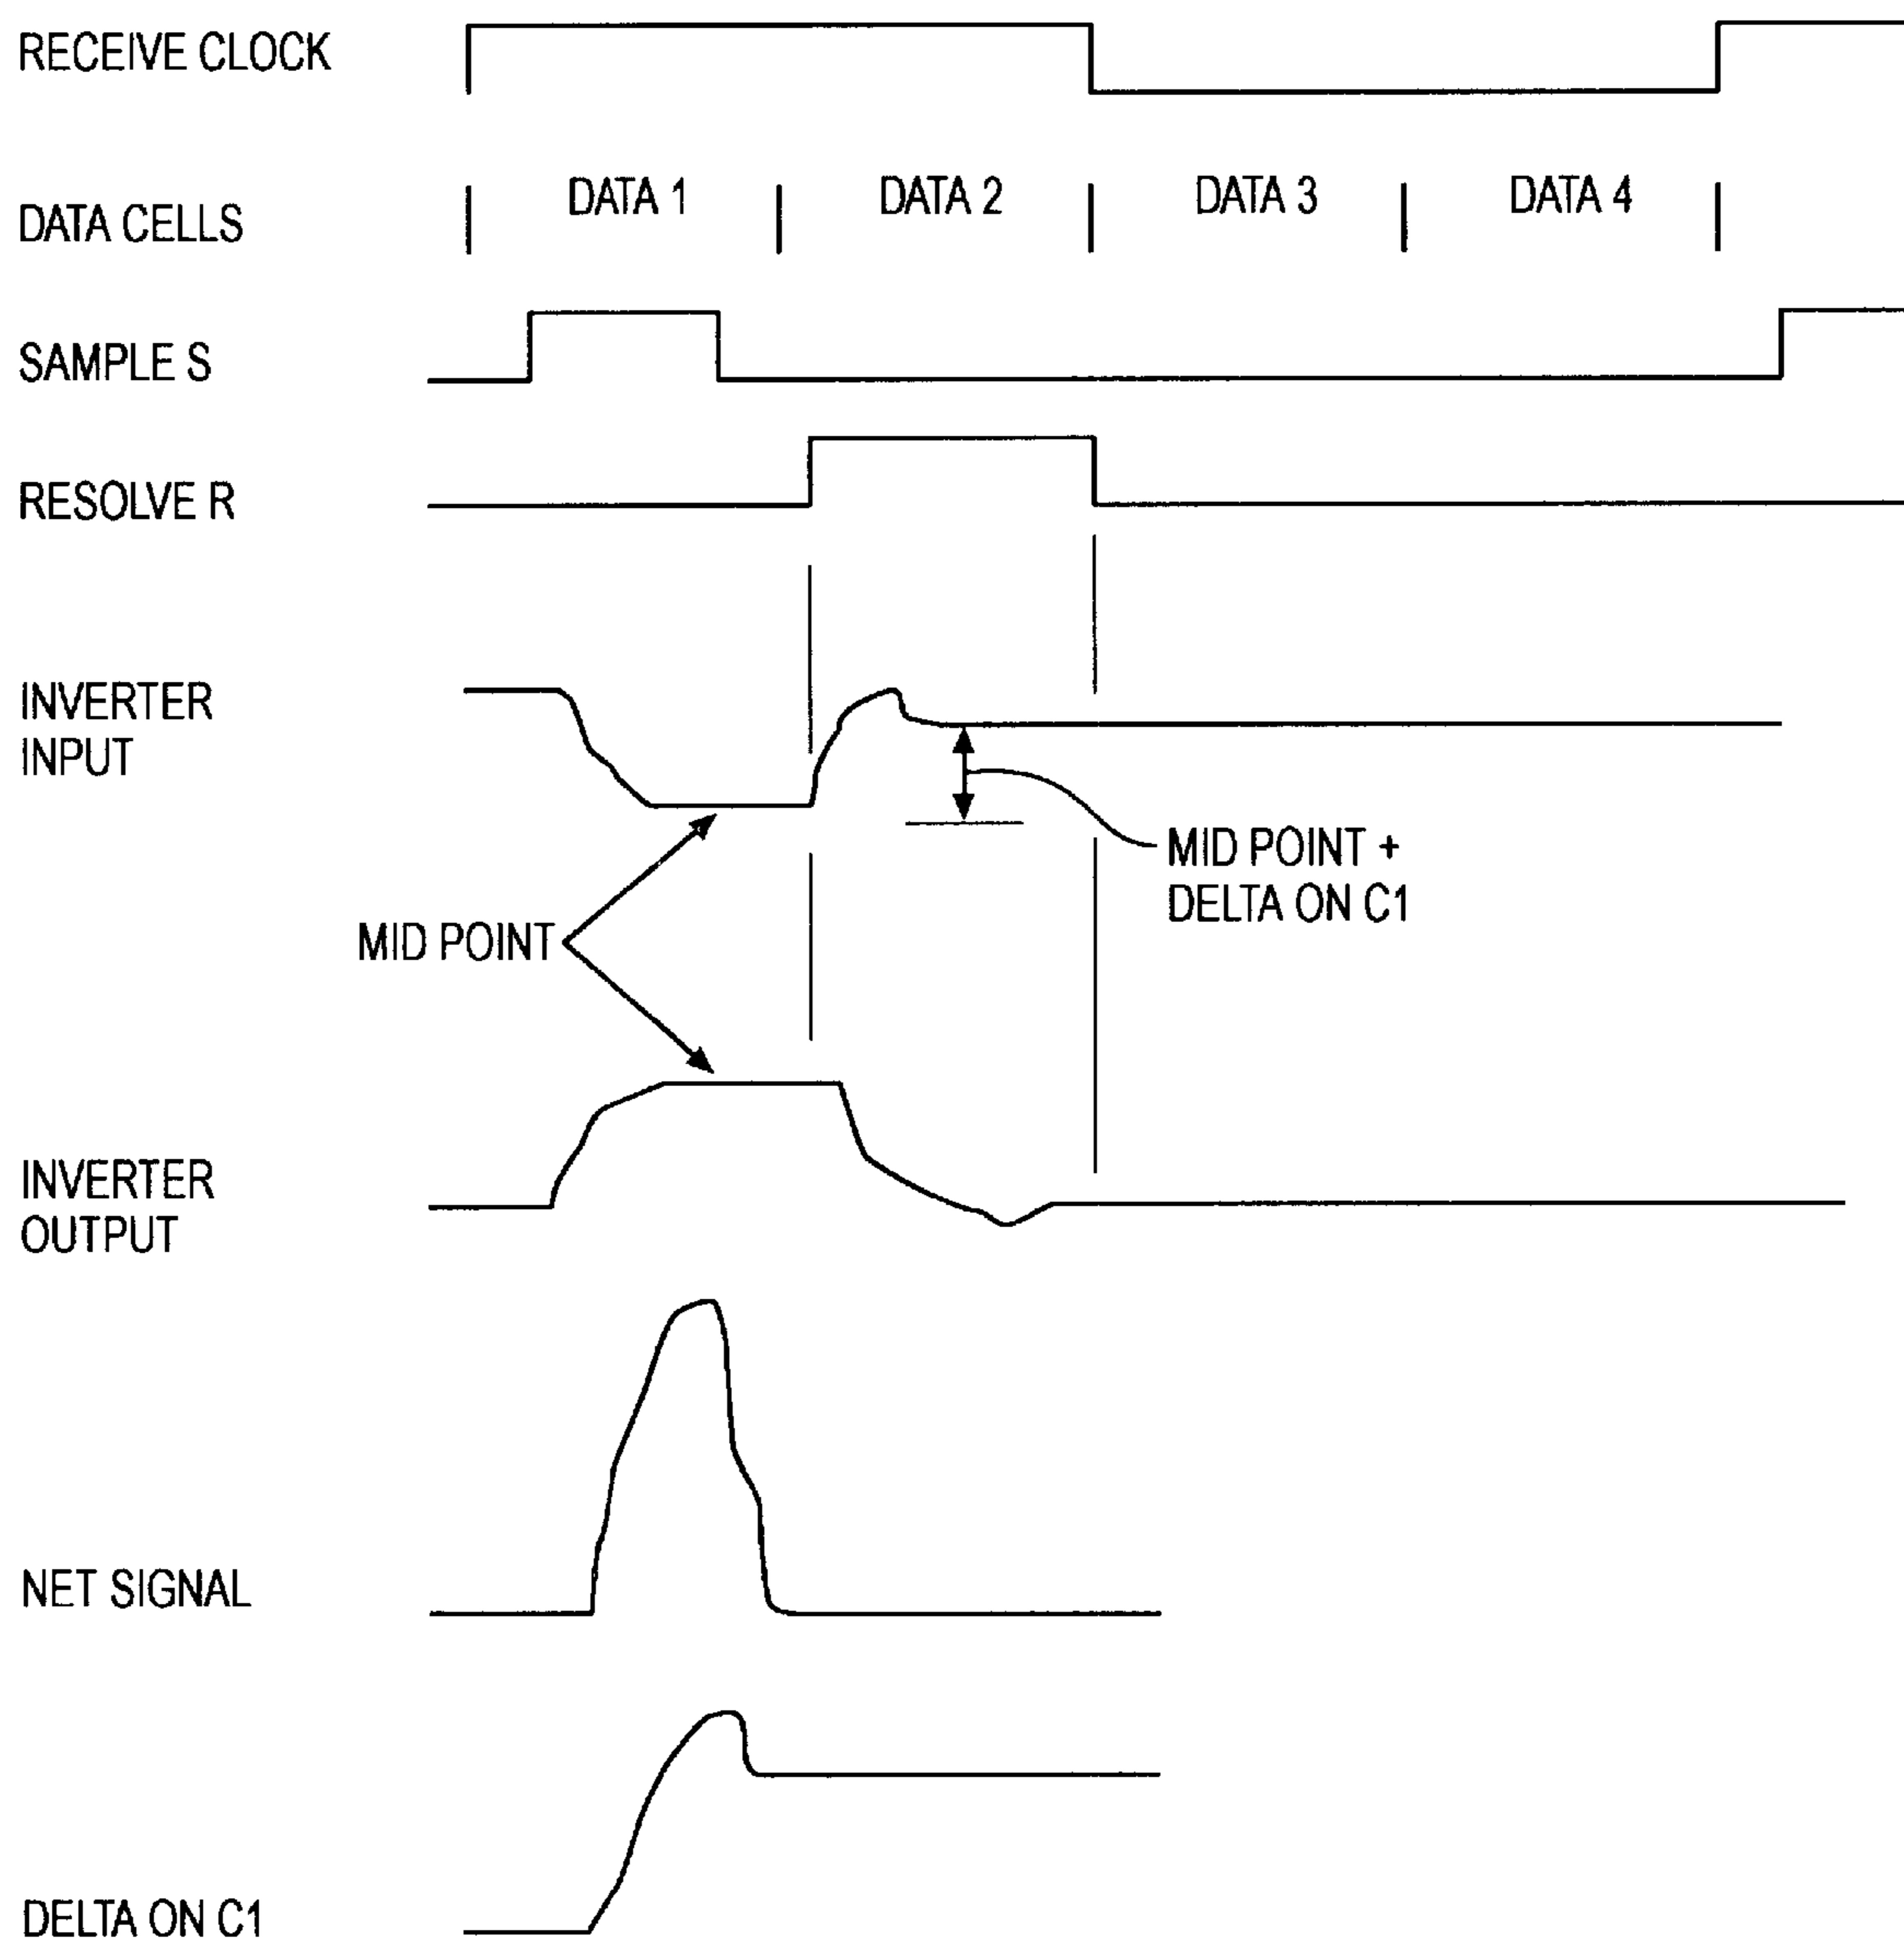 RECEIVE CLOCK
DATA CELLS
DATA 1
DATA 2
DATA 3
DATA 4
SAMPLE S
RESOLVE R
INVERTER
INPUT
MID POINT +
DELTA ON C1
MID POINT
INVERTER
OUTPUT
NET SIGNAL
DELTA ON C1